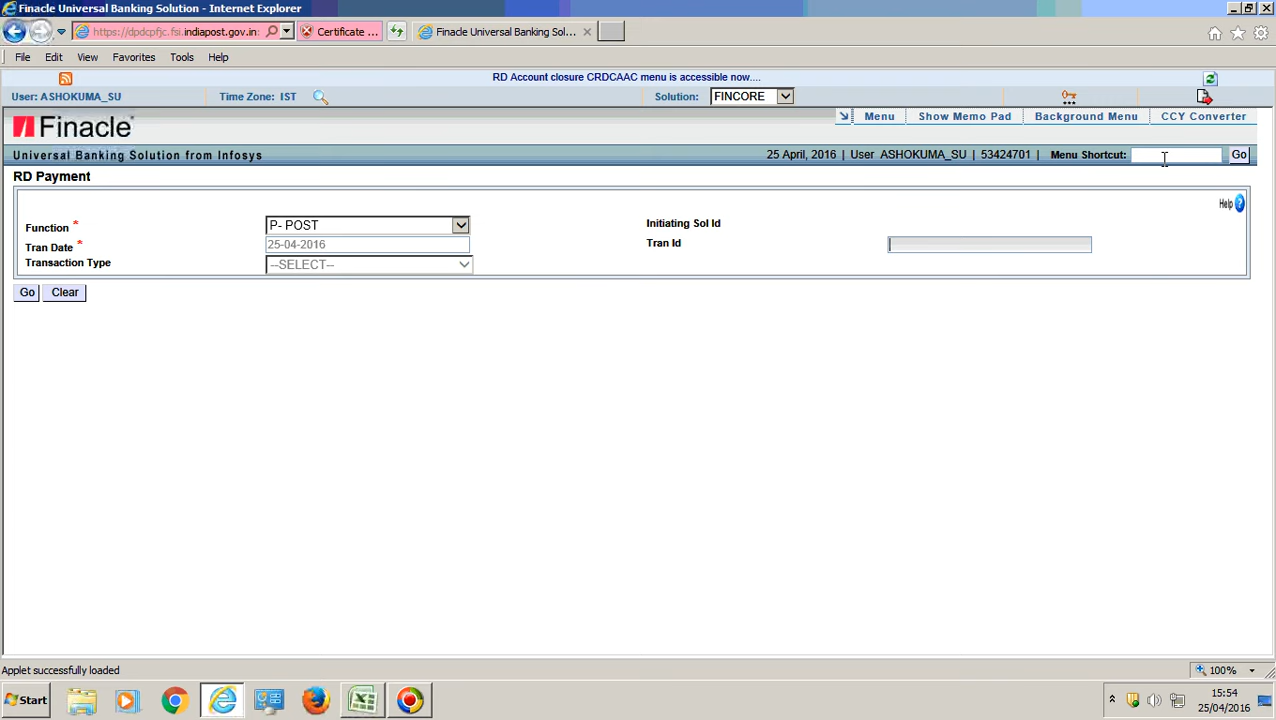 Finacle Universal Banking Solution - Internet Explorer
https://dpdcpfjc.fsi.indiapost.gov.in: Certificate ... Finacle Universal Banking Sol...
File Edit View Favorites Tools Help
RD Account closure CRDCAAC menu is accessible now....
User: ASHOKUMA_SU Time Zone: IST Solution: FINCORE
Finacle Menu Show Memo Pad Background Menu CCY Converter
Universal Banking Solution from Infosys 25 April, 2016 | User ASHOKUMA_SU | 53424701 | Menu Shortcut: Go
RD Payment
Help ?
Function * P- POST Initiating Sol Id
Tran Date * 25-04-2016 Tran Id
Transaction Type --SELECT--
Go Clear
Applet successfully loaded 100%
Start 15:54
25/04/2016